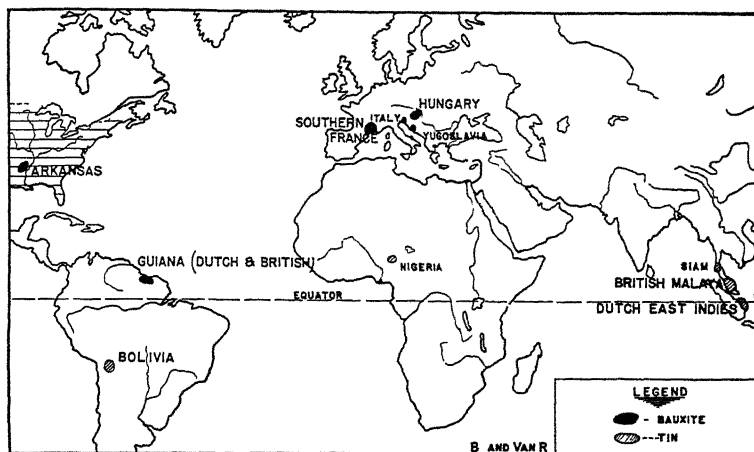 HUNGARY
SOUTHERN ITALY
FRANCE YUGOSLAVIA
ARKANSAS
GUIANA (DUTCH & BRITISH)
NIGERIA
SIAM
BRITISH MALAYA
EQUATOR
DUTCH EAST INDIES
BOLIVIA
LEGEND
- BAUXITE
---TIN
B AND VAN R